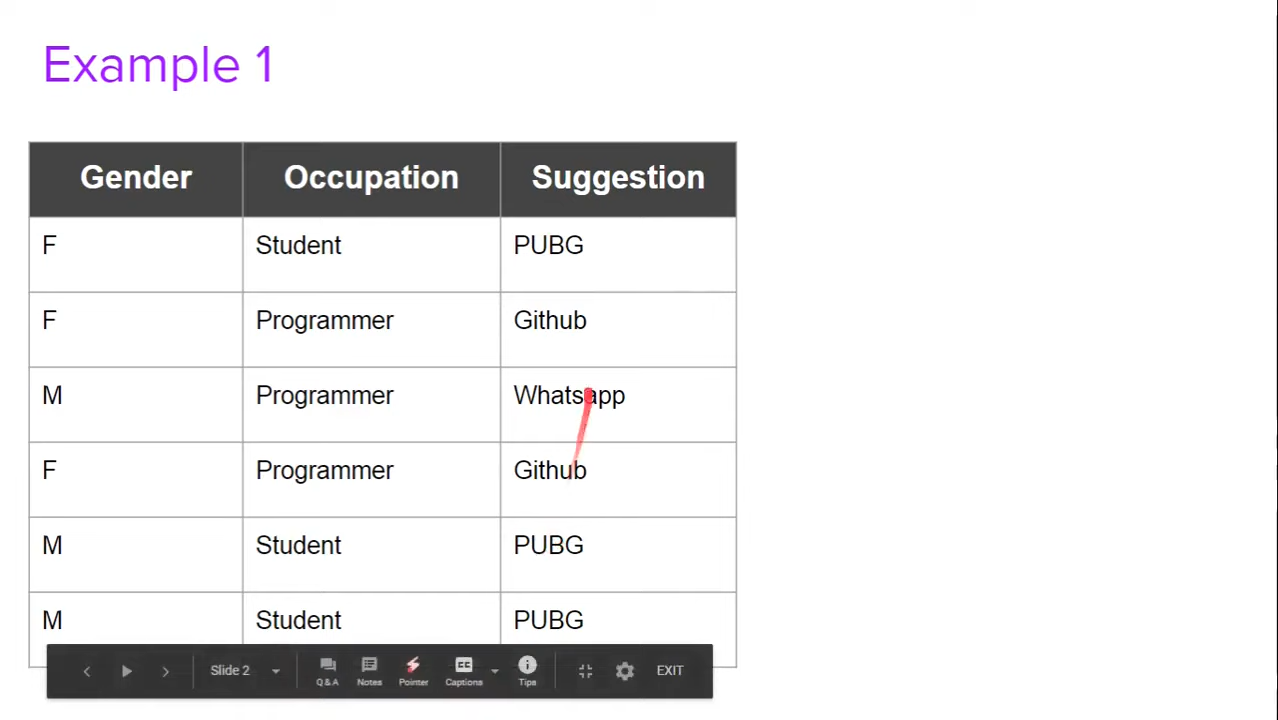 Example 1
Gender Occupation Suggestion
F Student PUBG
F Programmer Github
M Programmer Whatsapp
F Programmer Github
M Student PUBG
M Student PUBG
Slide 2 Q&A Notes Pointer Captions Tips EXIT